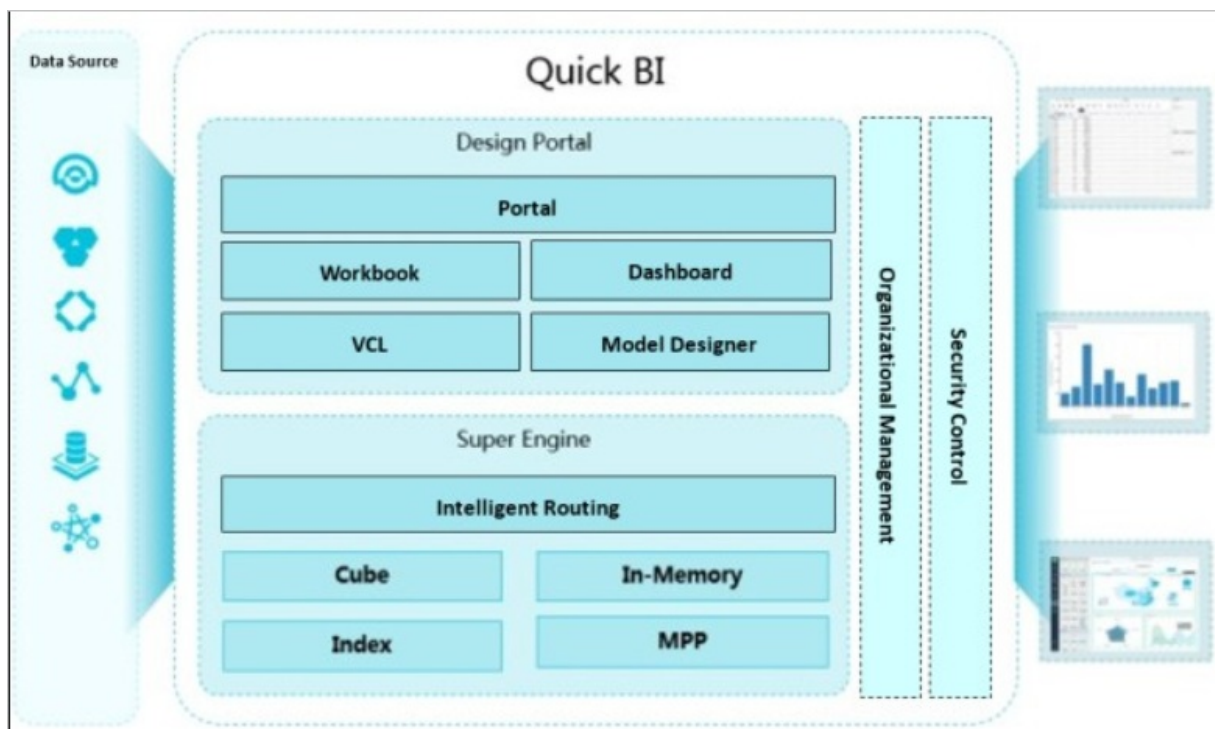 Data Source
Quick BI
Design Portal
Portal
Workbook
Dashboard
VCL
Model Designer
Super Engine
Intelligent Routing
Cube
In-Memory
Index
MPP
Organizational Management
Security Control